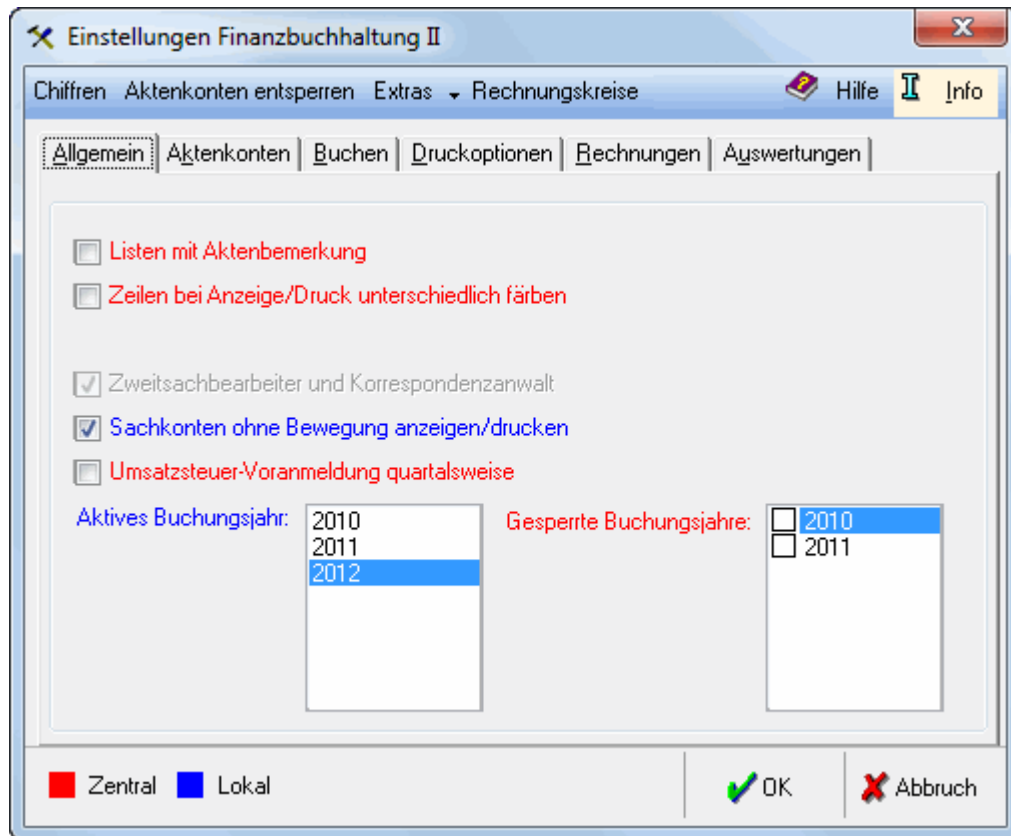 Einstellungen Finanzbuchhaltung II
Chiffren Aktenkonten entsperren Extras Rechnungskreise Hilfe Info
Allgemein Aktenkonten Buchen Druckoptionen Rechnungen Auswertungen
Listen mit Aktenbemerkung
Zeilen bei Anzeige/Druck unterschiedlich färben
Zweitsachbearbeiter und Korrespondenzanwalt
Sachkonten ohne Bewegung anzeigen/drucken
Umsatzsteuer-Voranmeldung quartalsweise
Aktives Buchungsjahr: 2010 Gesperrte Buchungsjahre: 2010
2011 2011
2012
Zentral Lokal OK Abbruch